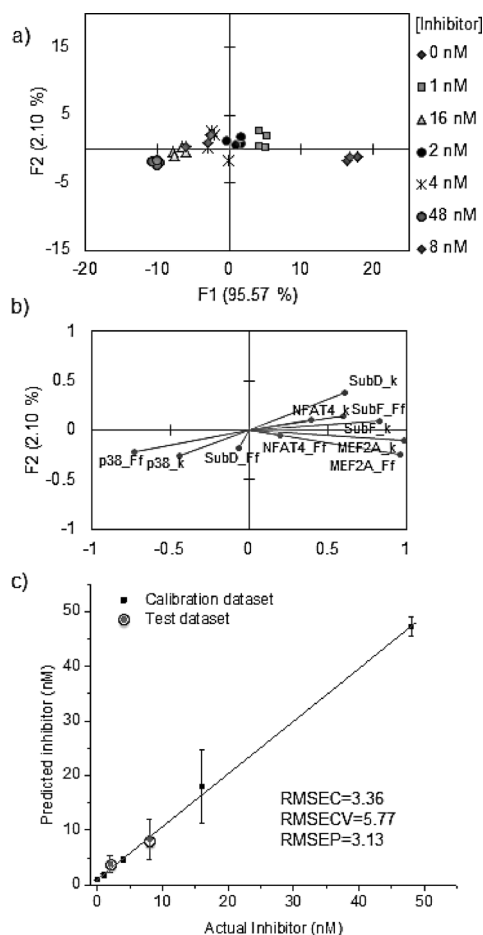 a)
15
5
-5
-15
F2 (2.10 %)
-20
-10
0
10
20
F1 (95.57 %)
[Inhibitor]
0 nM
1 nM
16 nM
2 nM
4 nM
48 nM
8 nM
b)
1
0.5
0
-0.5
-1
F2 (2.10 %)
SubD_k
NFAT4_k
SubF_Ff
SubF_k
NFAT4_Ff
MEF2A_k
MEF2A_Ff
p38_Ff
p38_k
SubD_Ff
-1
-0.5
0
0.5
1
c)
Calibration dataset
Test dataset
50
40
30
20
10
0
Predicted inhibitor (nM)
RMSEC=3.36
RMSECV=5.77
RMSEP=3.13
0
10
20
30
40
50
Actual Inhibitor (nM)